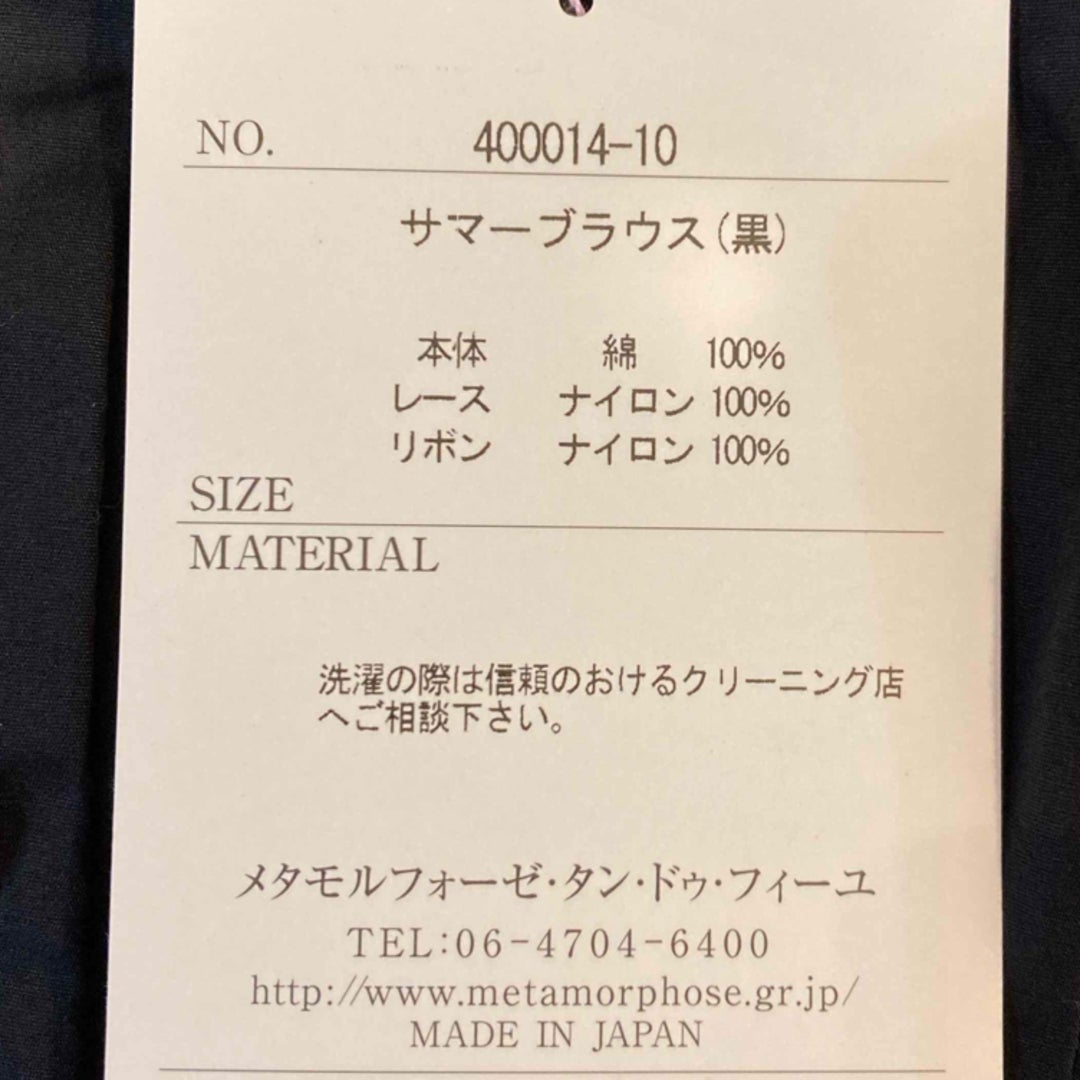 NO. 400014-10
サマーブラウス(黒)
本体 綿 100%
レース ナイロン 100%
リボン ナイロン 100%
SIZE
MATERIAL
洗濯の際は信頼のおけるクリーニング店
へご相談下さい。
メタモルフォーゼ・タン・ドゥ・フィーユ
TEL:06-4704-6400
http://www.metamorphose.gr.jp/
MADE IN JAPAN